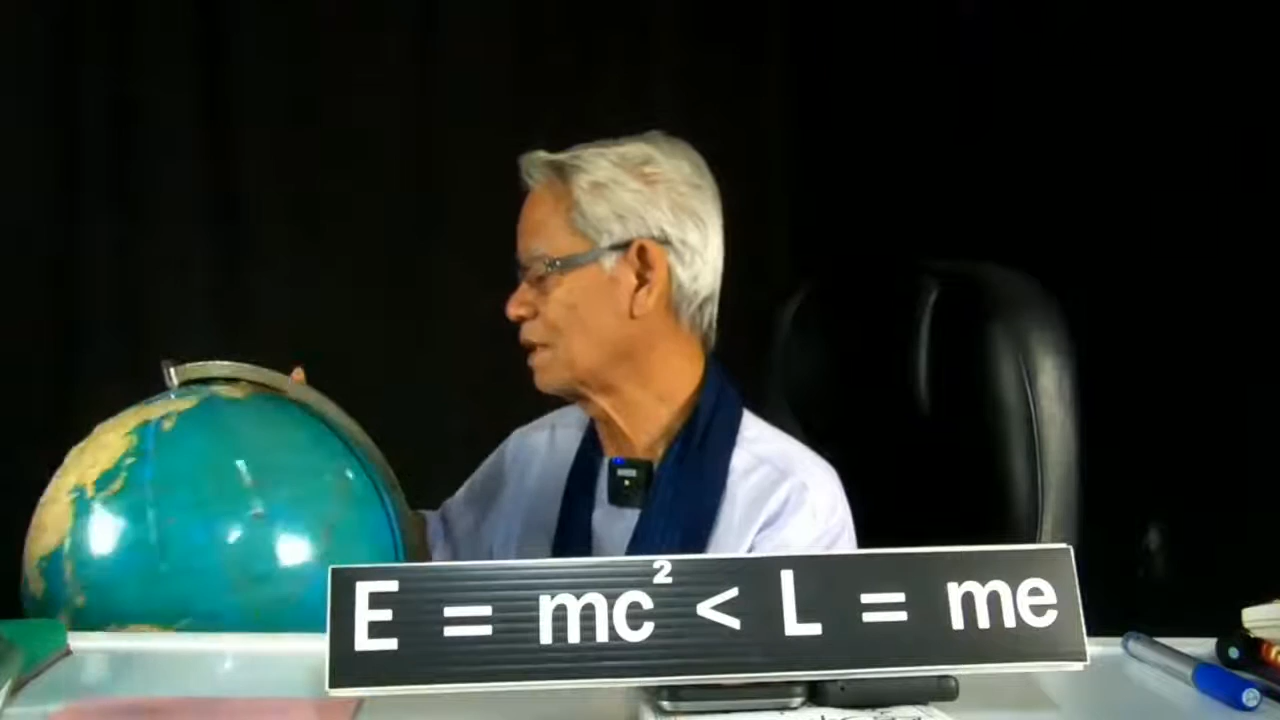 E = mc² < L = me